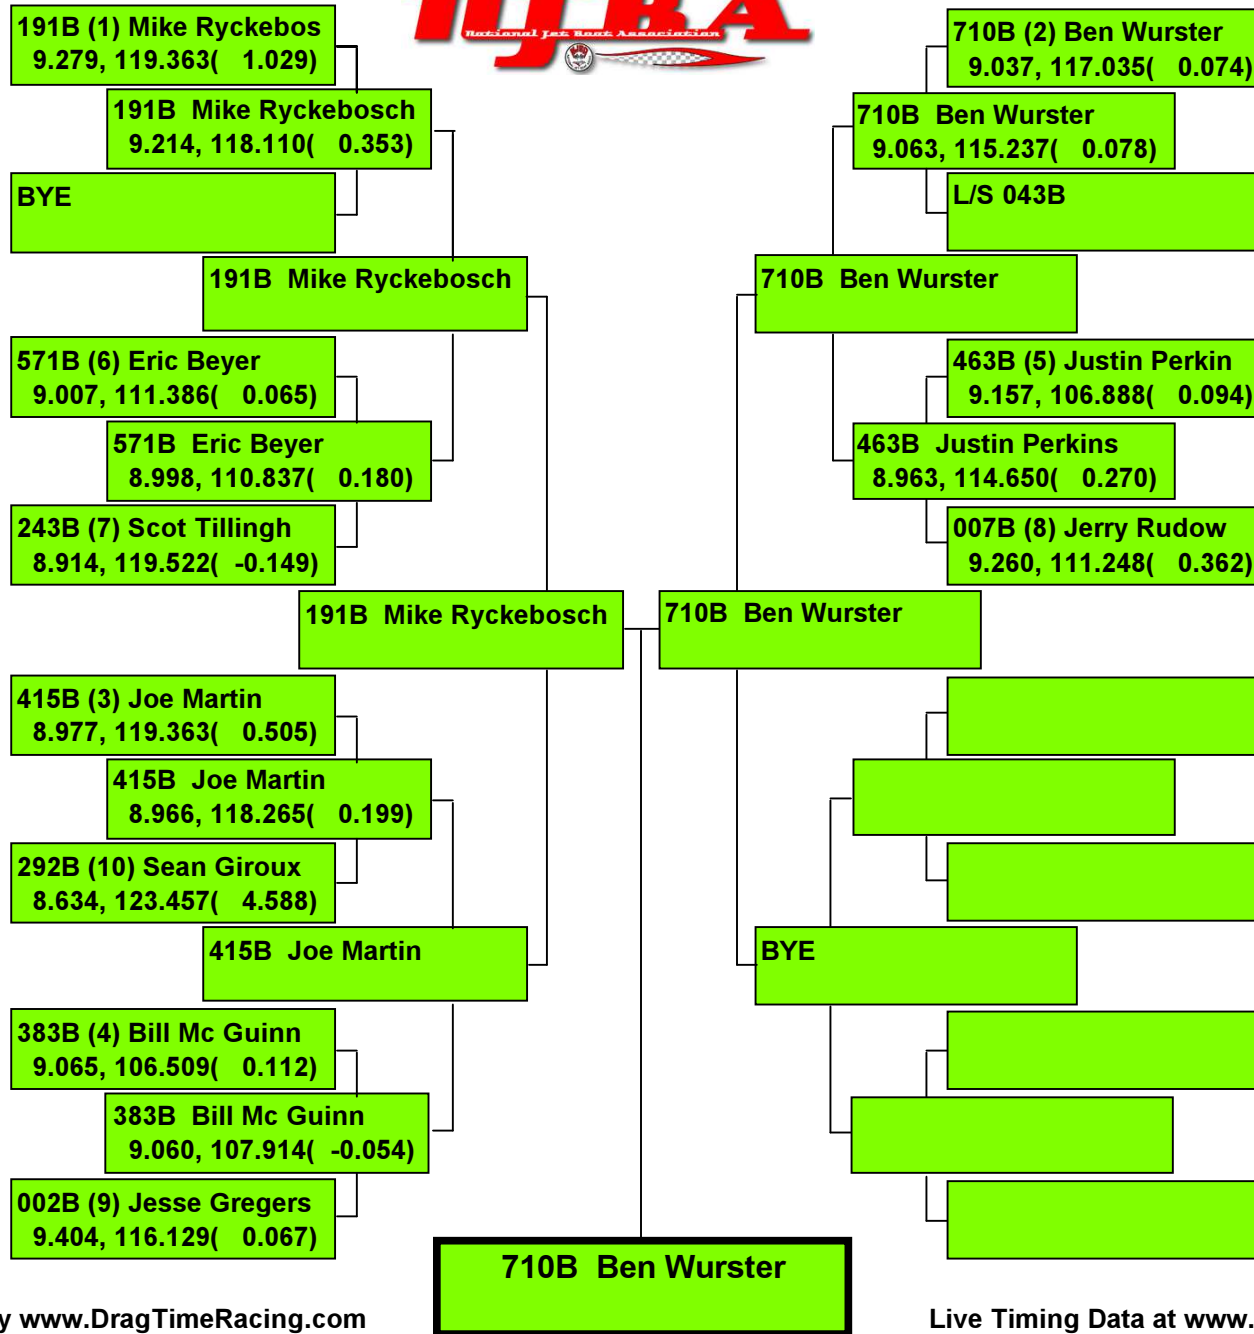 NJBA
National Jet Boat Association
191B (1) Mike Ryckebos
9.279, 119.363( 1.029)
191B Mike Ryckebosch
9.214, 118.110( 0.353)
BYE
191B Mike Ryckebosch
571B (6) Eric Beyer
9.007, 111.386( 0.065)
571B Eric Beyer
8.998, 110.837( 0.180)
243B (7) Scot Tillingh
8.914, 119.522( -0.149)
191B Mike Ryckebosch
415B (3) Joe Martin
8.977, 119.363( 0.505)
415B Joe Martin
8.966, 118.265( 0.199)
292B (10) Sean Giroux
8.634, 123.457( 4.588)
415B Joe Martin
383B (4) Bill Mc Guinn
9.065, 106.509( 0.112)
383B Bill Mc Guinn
9.060, 107.914( -0.054)
002B (9) Jesse Gregers
9.404, 116.129( 0.067)
710B (2) Ben Wurster
9.037, 117.035( 0.074)
710B Ben Wurster
9.063, 115.237( 0.078)
L/S 043B
710B Ben Wurster
463B (5) Justin Perkin
9.157, 106.888( 0.094)
463B Justin Perkins
8.963, 114.650( 0.270)
007B (8) Jerry Rudow
9.260, 111.248( 0.362)
710B Ben Wurster
BYE
710B Ben Wurster
y www.DragTimeRacing.com
Live Timing Data at www.